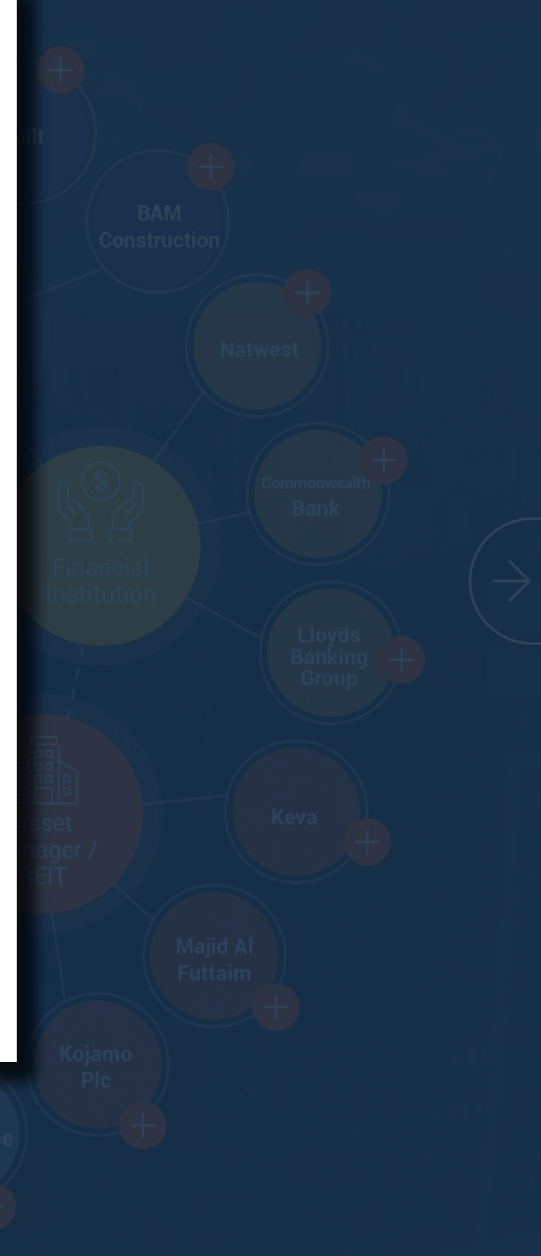 BAM
Construction
Natwest
Commonwealth
Bank
$
Financial
Institution
Lloyds
Banking
Group
Keva
Majid Al
Futtaim
Kojamo
Plc